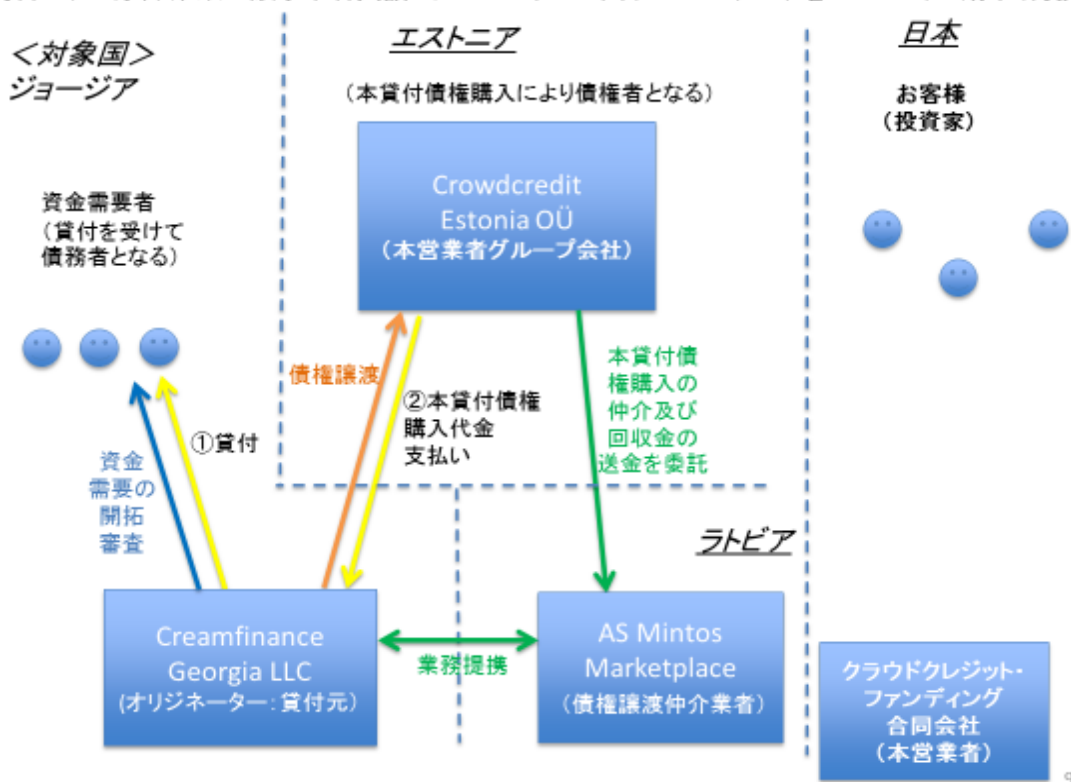 ＜対象国＞
ジョージア
資金需要者
（貸付を受けて
債務者となる）
①貸付
資金
需要の
開拓
審査
Creamfinance
Georgia LLC
(オリジネーター：貸付元）
エストニア
（本貸付債権購入により債権者となる）
Crowdcredit
Estonia OÜ
（本営業者グループ会社）
債権譲渡
②本貸付債権
購入代金
支払い
本貸付債
権購入の
仲介及び
回収金の
送金を委託
業務提携
ラトビア
AS Mintos
Marketplace
（債権譲渡仲介業者）
日本
お客様
（投資家）
クラウドクレジット・
ファンディング
合同会社
（本営業者）